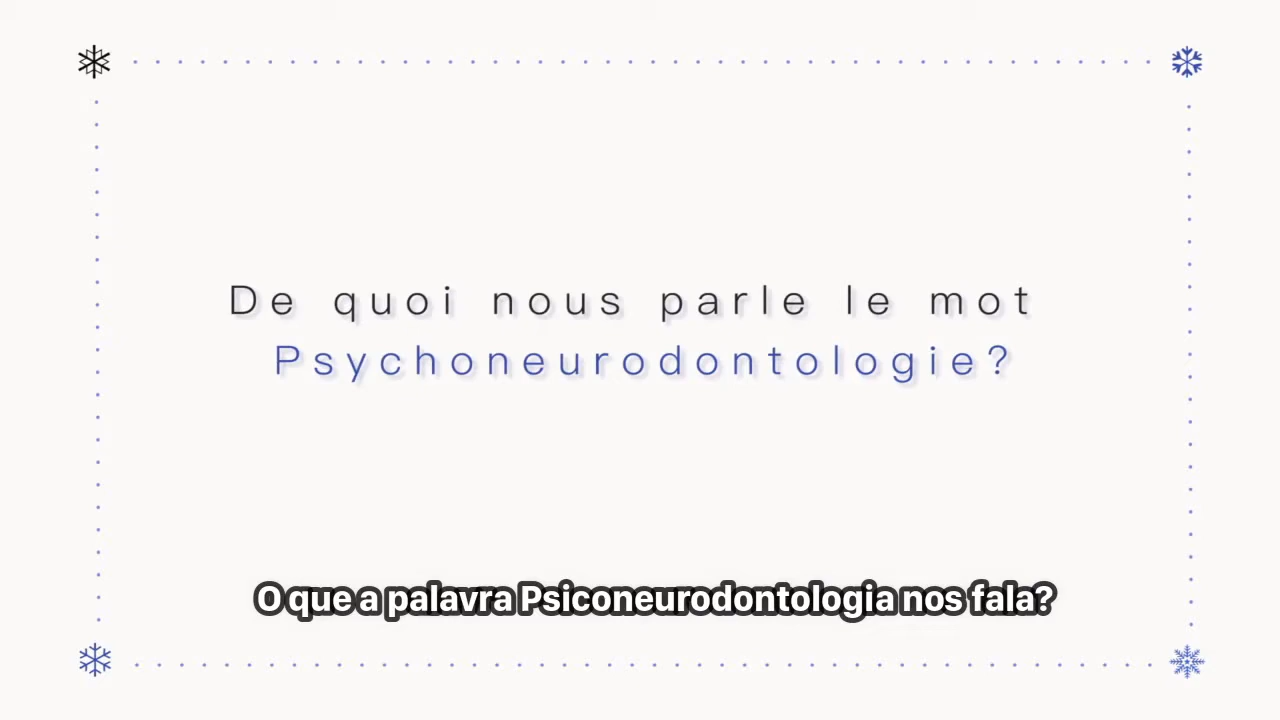 De quoi nous parle le mot
Psychoneurodontologie?
O que a palavra Psiconeurodontologia nos fala?